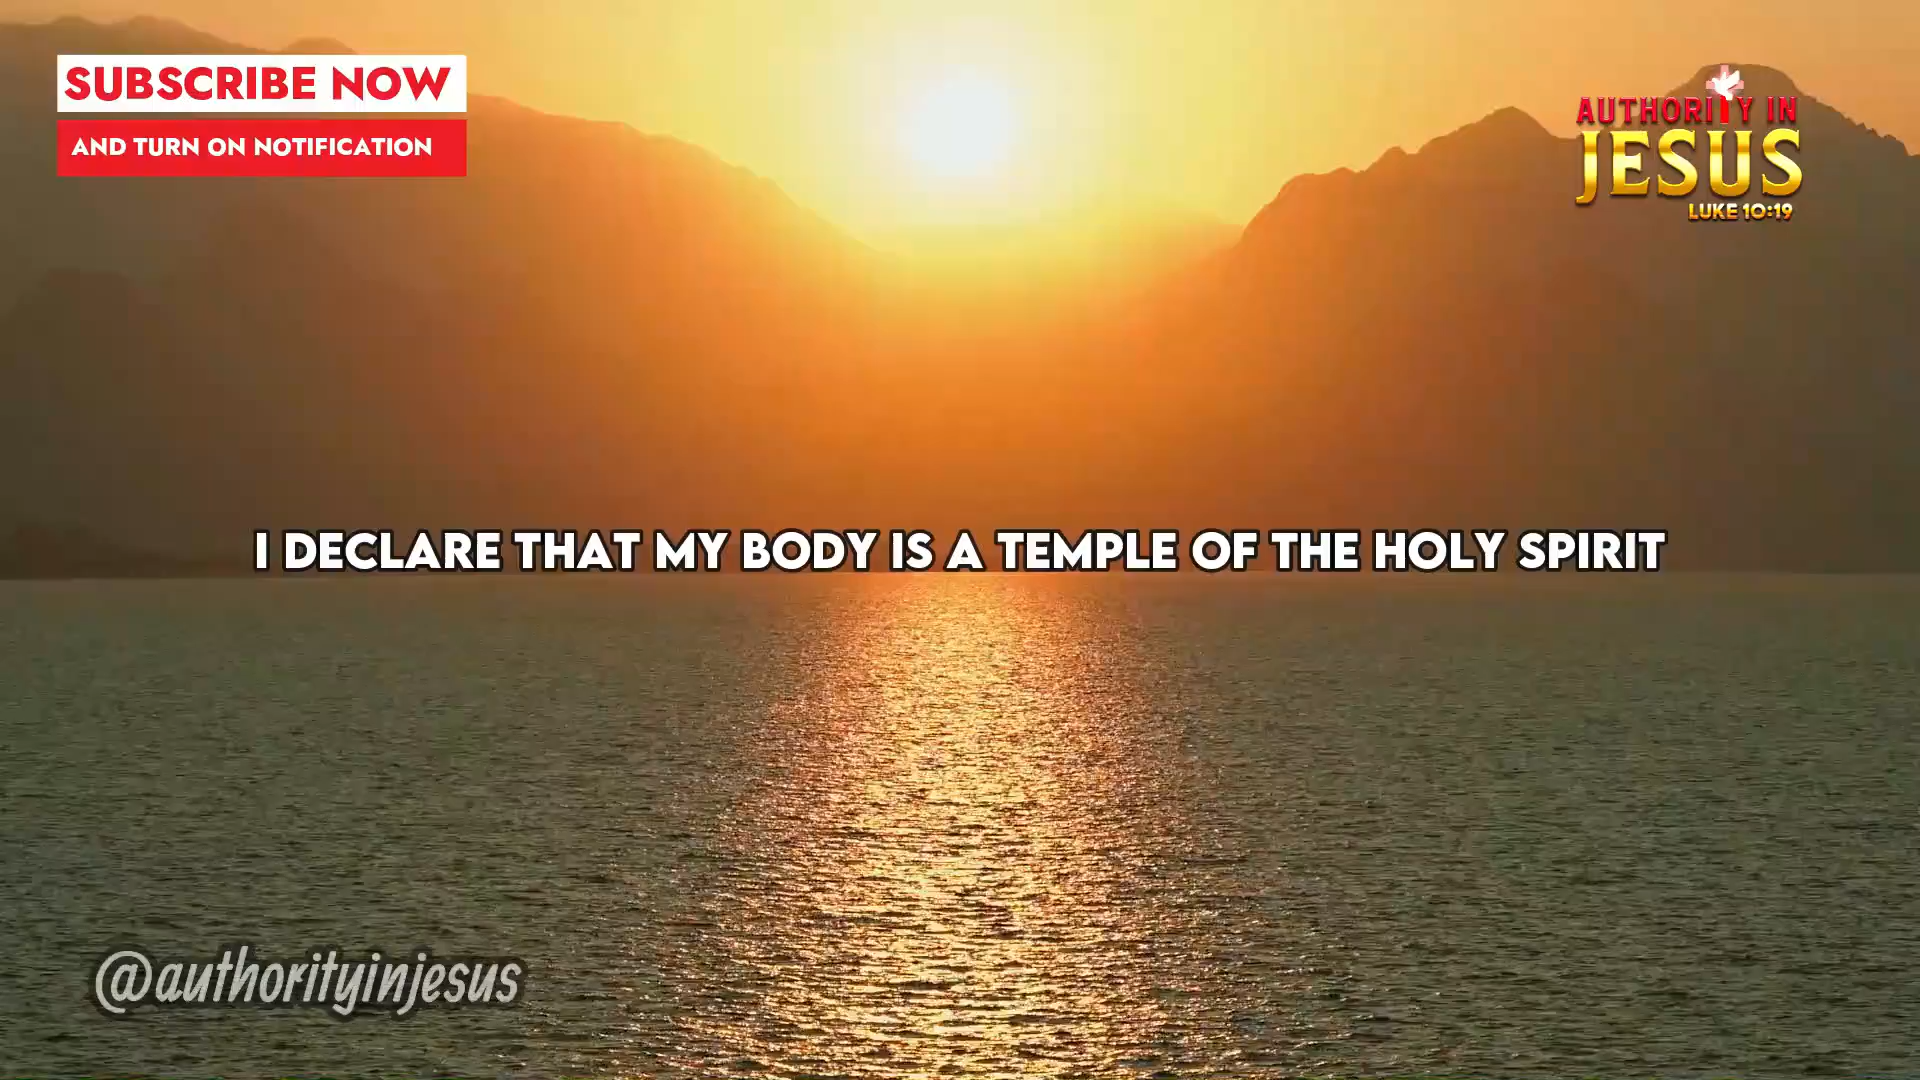 SUBSCRIBE NOW
AND TURN ON NOTIFICATION
AUTHORITY IN
JESUS
LUKE 10:19
I DECLARE THAT MY BODY IS A TEMPLE OF THE HOLY SPIRIT
@authorityinjesus